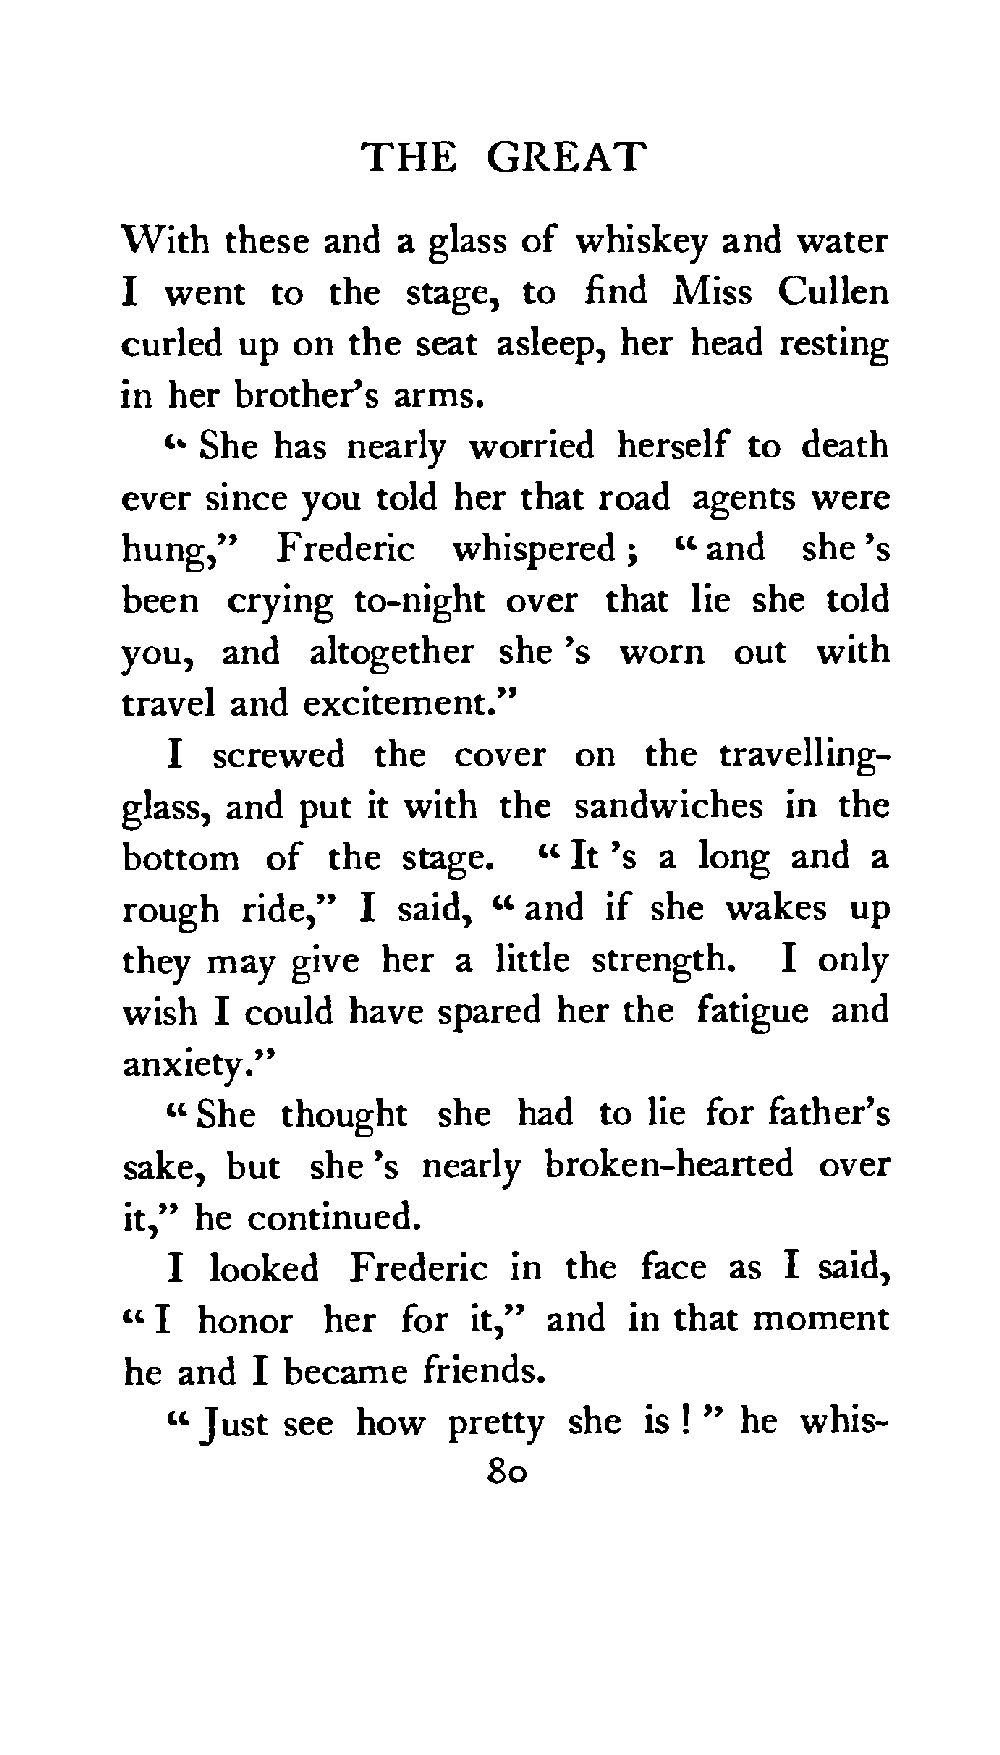 THE GREAT
With these and a glass of whiskey and water
I went to the stage, to find Miss Cullen
curled up on the seat asleep, her head resting
in her brother's arms.
“ She has nearly worried herself to death
ever since you told her that road agents were
hung,” Frederic whispered ; “ and she 's
been crying to-night over that lie she told
you, and altogether she 's worn out with
travel and excitement.”
I screwed the cover on the travelling-
glass, and put it with the sandwiches in the
bottom of the stage. “ It 's a long and a
rough ride,” I said, “ and if she wakes up
they may give her a little strength. I only
wish I could have spared her the fatigue and
anxiety.”
“ She thought she had to lie for father's
sake, but she 's nearly broken-hearted over
it,” he continued.
I looked Frederic in the face as I said,
“ I honor her for it,” and in that moment
he and I became friends.
“ Just see how pretty she is ! ” he whis-
80